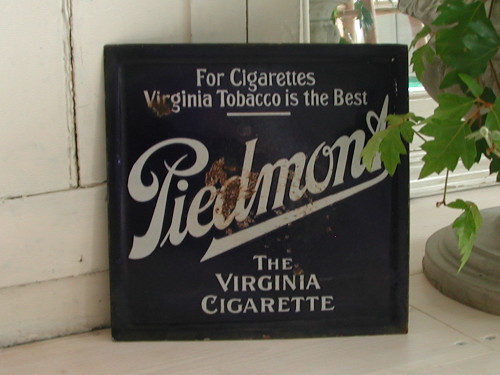 For Cigarettes
Virginia Tobacco is the Best
Piedmont
THE
VIRGINIA
CIGARETTE